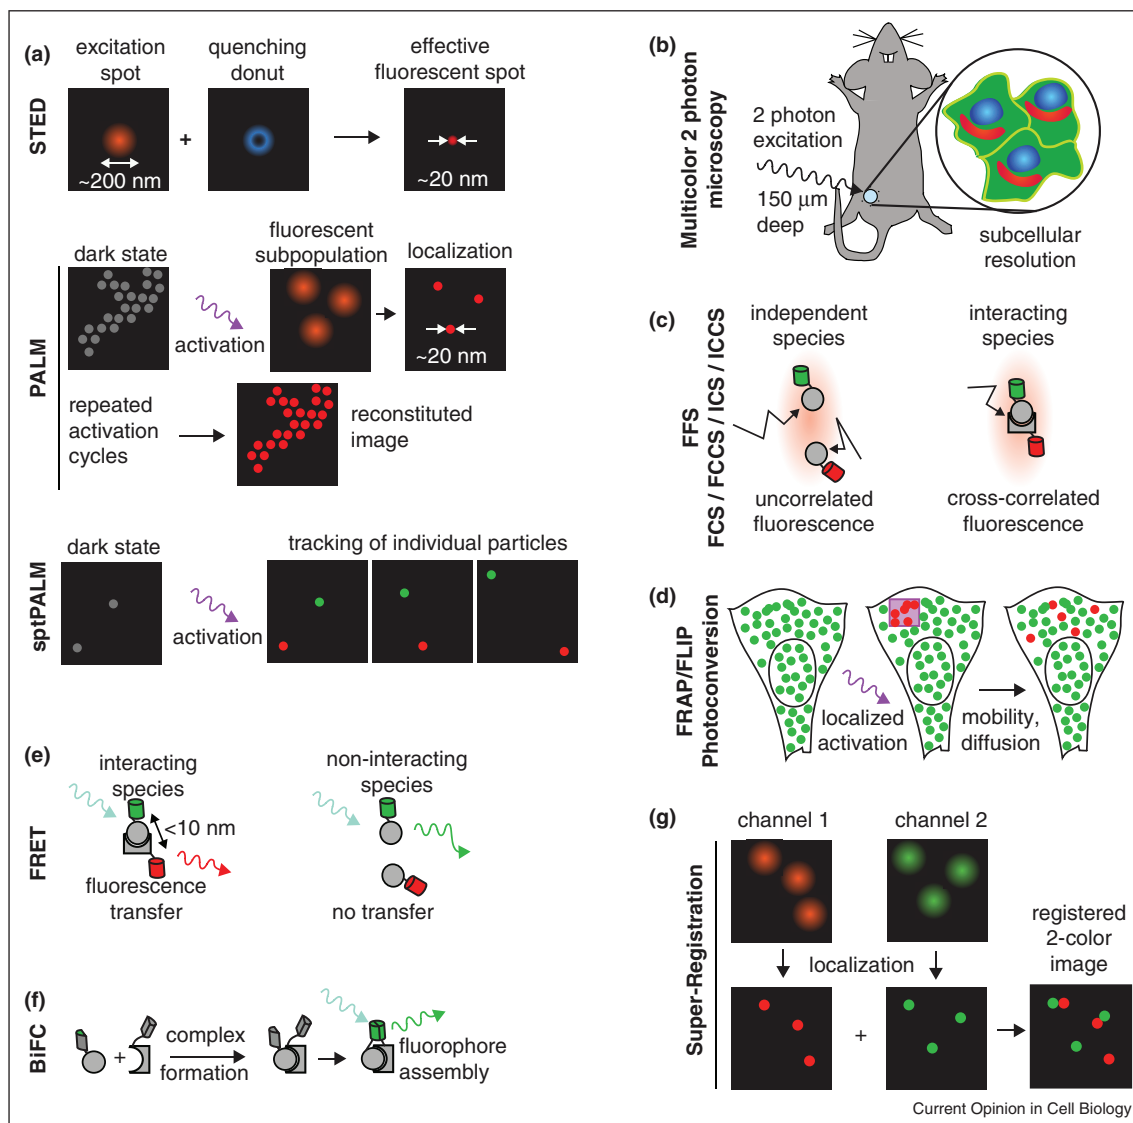 (a)
STED
excitation
spot
quenching
donut
effective
fluorescent spot
+
~200 nm
~20 nm
PALM
dark state
activation
fluorescent
subpopulation
localization
~20 nm
repeated
activation
cycles
reconstituted
image
sptPALM
dark state
activation
tracking of individual particles
(b)
Multicolor 2 photon
microscopy
2 photon
excitation
150 μm
deep
subcellular
resolution
(c)
FFS
FCS / FCCS / ICS / ICCS
independent
species
interacting
species
uncorrelated
fluorescence
cross-correlated
fluorescence
(d)
FRAP/FLIP
Photoconversion
localized
activation
mobility,
diffusion
(e)
FRET
interacting
species
<10 nm
fluorescence
transfer
non-interacting
species
no transfer
(f)
BiFC
+
complex
formation
fluorophore
assembly
(g)
Super-Registration
channel 1
channel 2
localization
+
registered
2-color
image
Current Opinion in Cell Biology